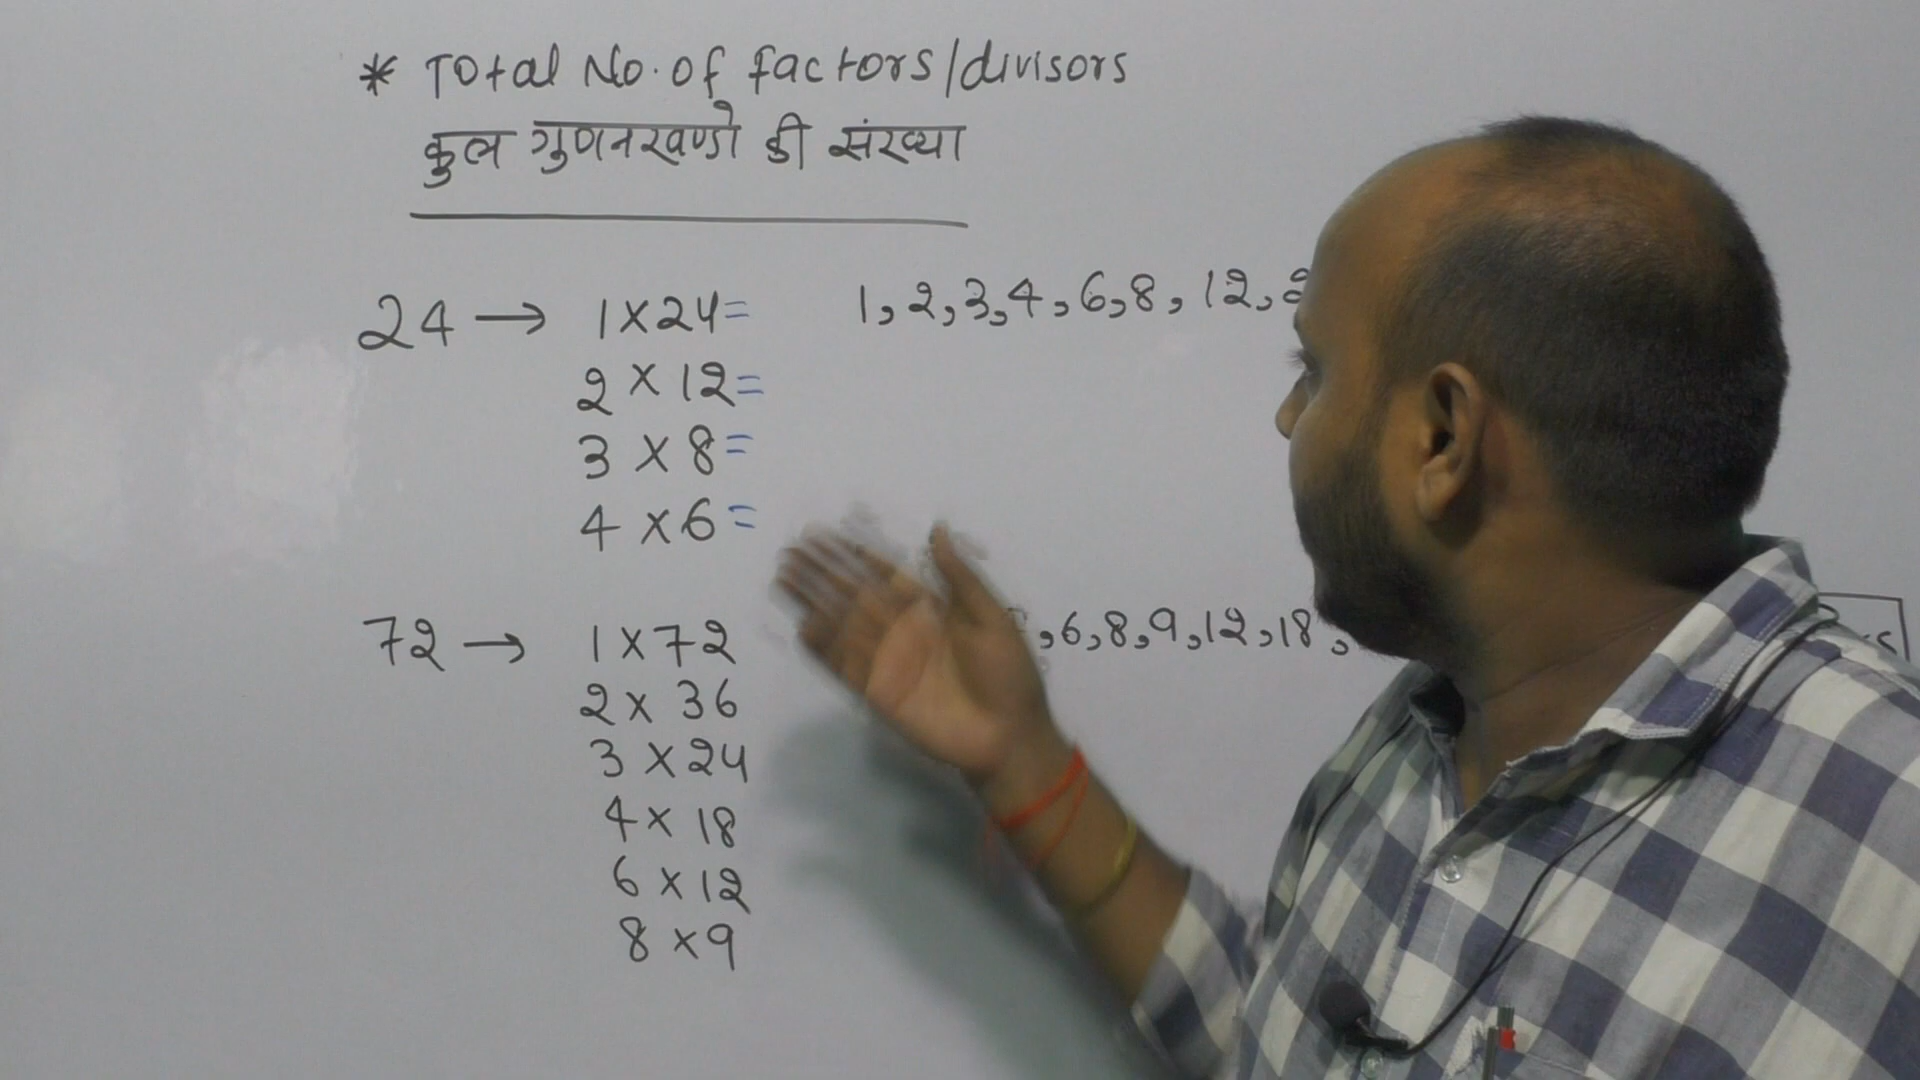 * Total No. of factors/divisors
कुल गुणनखण्डो की संख्या
24 → 1×24= 1, 2, 3, 4, 6, 8, 12,
2 × 12=
3 × 8=
4 × 6=
72 → 1×72 , 6, 8, 9, 12, 18,
2× 36
3 ×24
4× 18
6 ×12
8 ×9